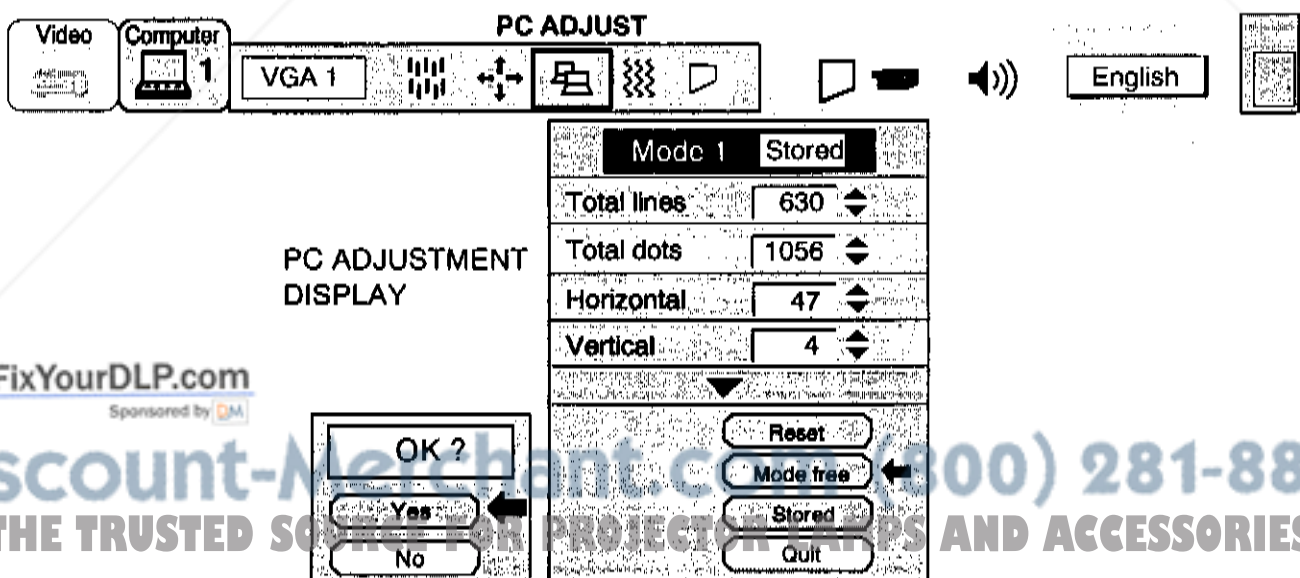 PC ADJUST
Video
Computer
1
VGA 1
English
Mode 1 Stored
Total lines 630
Total dots 1056
Horizontal 47
Vertical 4
PC ADJUSTMENT
DISPLAY
FixYourDLP.com
Sponsored by DM
OK ?
Yes
No
Reset
Mode free
Stored
Quit
scount-Merchant.com (800) 281-88
THE TRUSTED SOURCE FOR PROJECTOR LAMPS AND ACCESSORIES